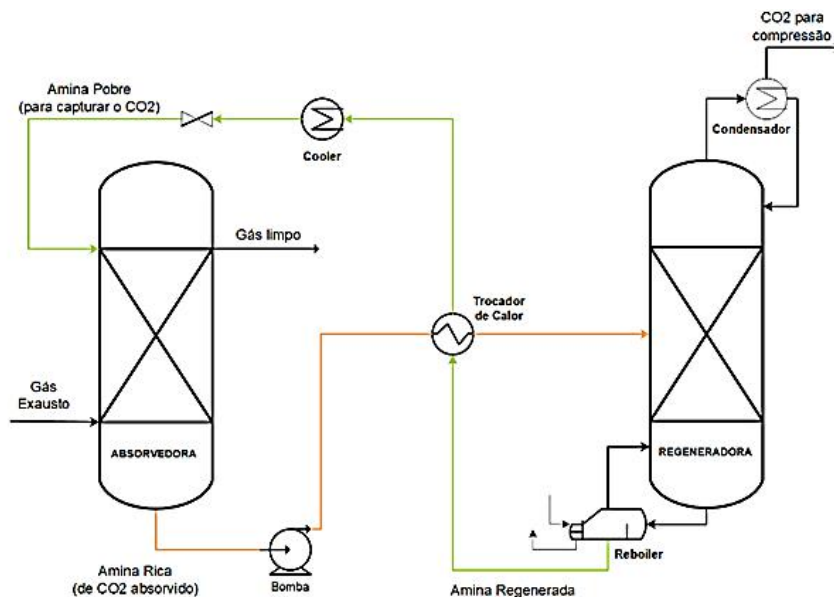 CO2 para
compressão
Amina Pobre
(para capturar o CO2)
Cooler
Condensador
Gás limpo
Trocador
de Calor
Gás
Exausto
ABSORVEDORA
REGENERADORA
A
Reboiler
Amina Rica
(de CO2 absorvido)
Bomba
Amina Regenerada